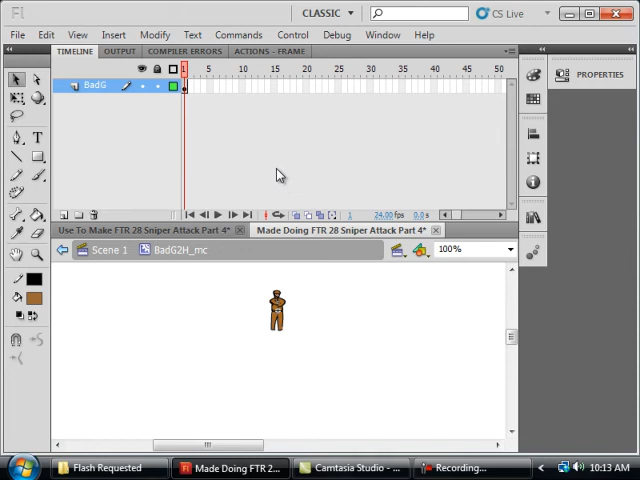 Fl CLASSIC CS Live
File Edit View Insert Modify Text Commands Control Debug Window Help
TIMELINE OUTPUT COMPILER ERRORS ACTIONS - FRAME
PROPERTIES
1 5 10 15 20 25 30 35 40 45 50
BadG
1 24.00 fps 0.0 s
Use To Make FTR 28 Sniper Attack Part 4* Made Doing FTR 28 Sniper Attack Part 4*
Scene 1 BadG2H_mc 100%
Flash Requested Made Doing FTR 2... Camtasia Studio - ... Recording... 10:13 AM